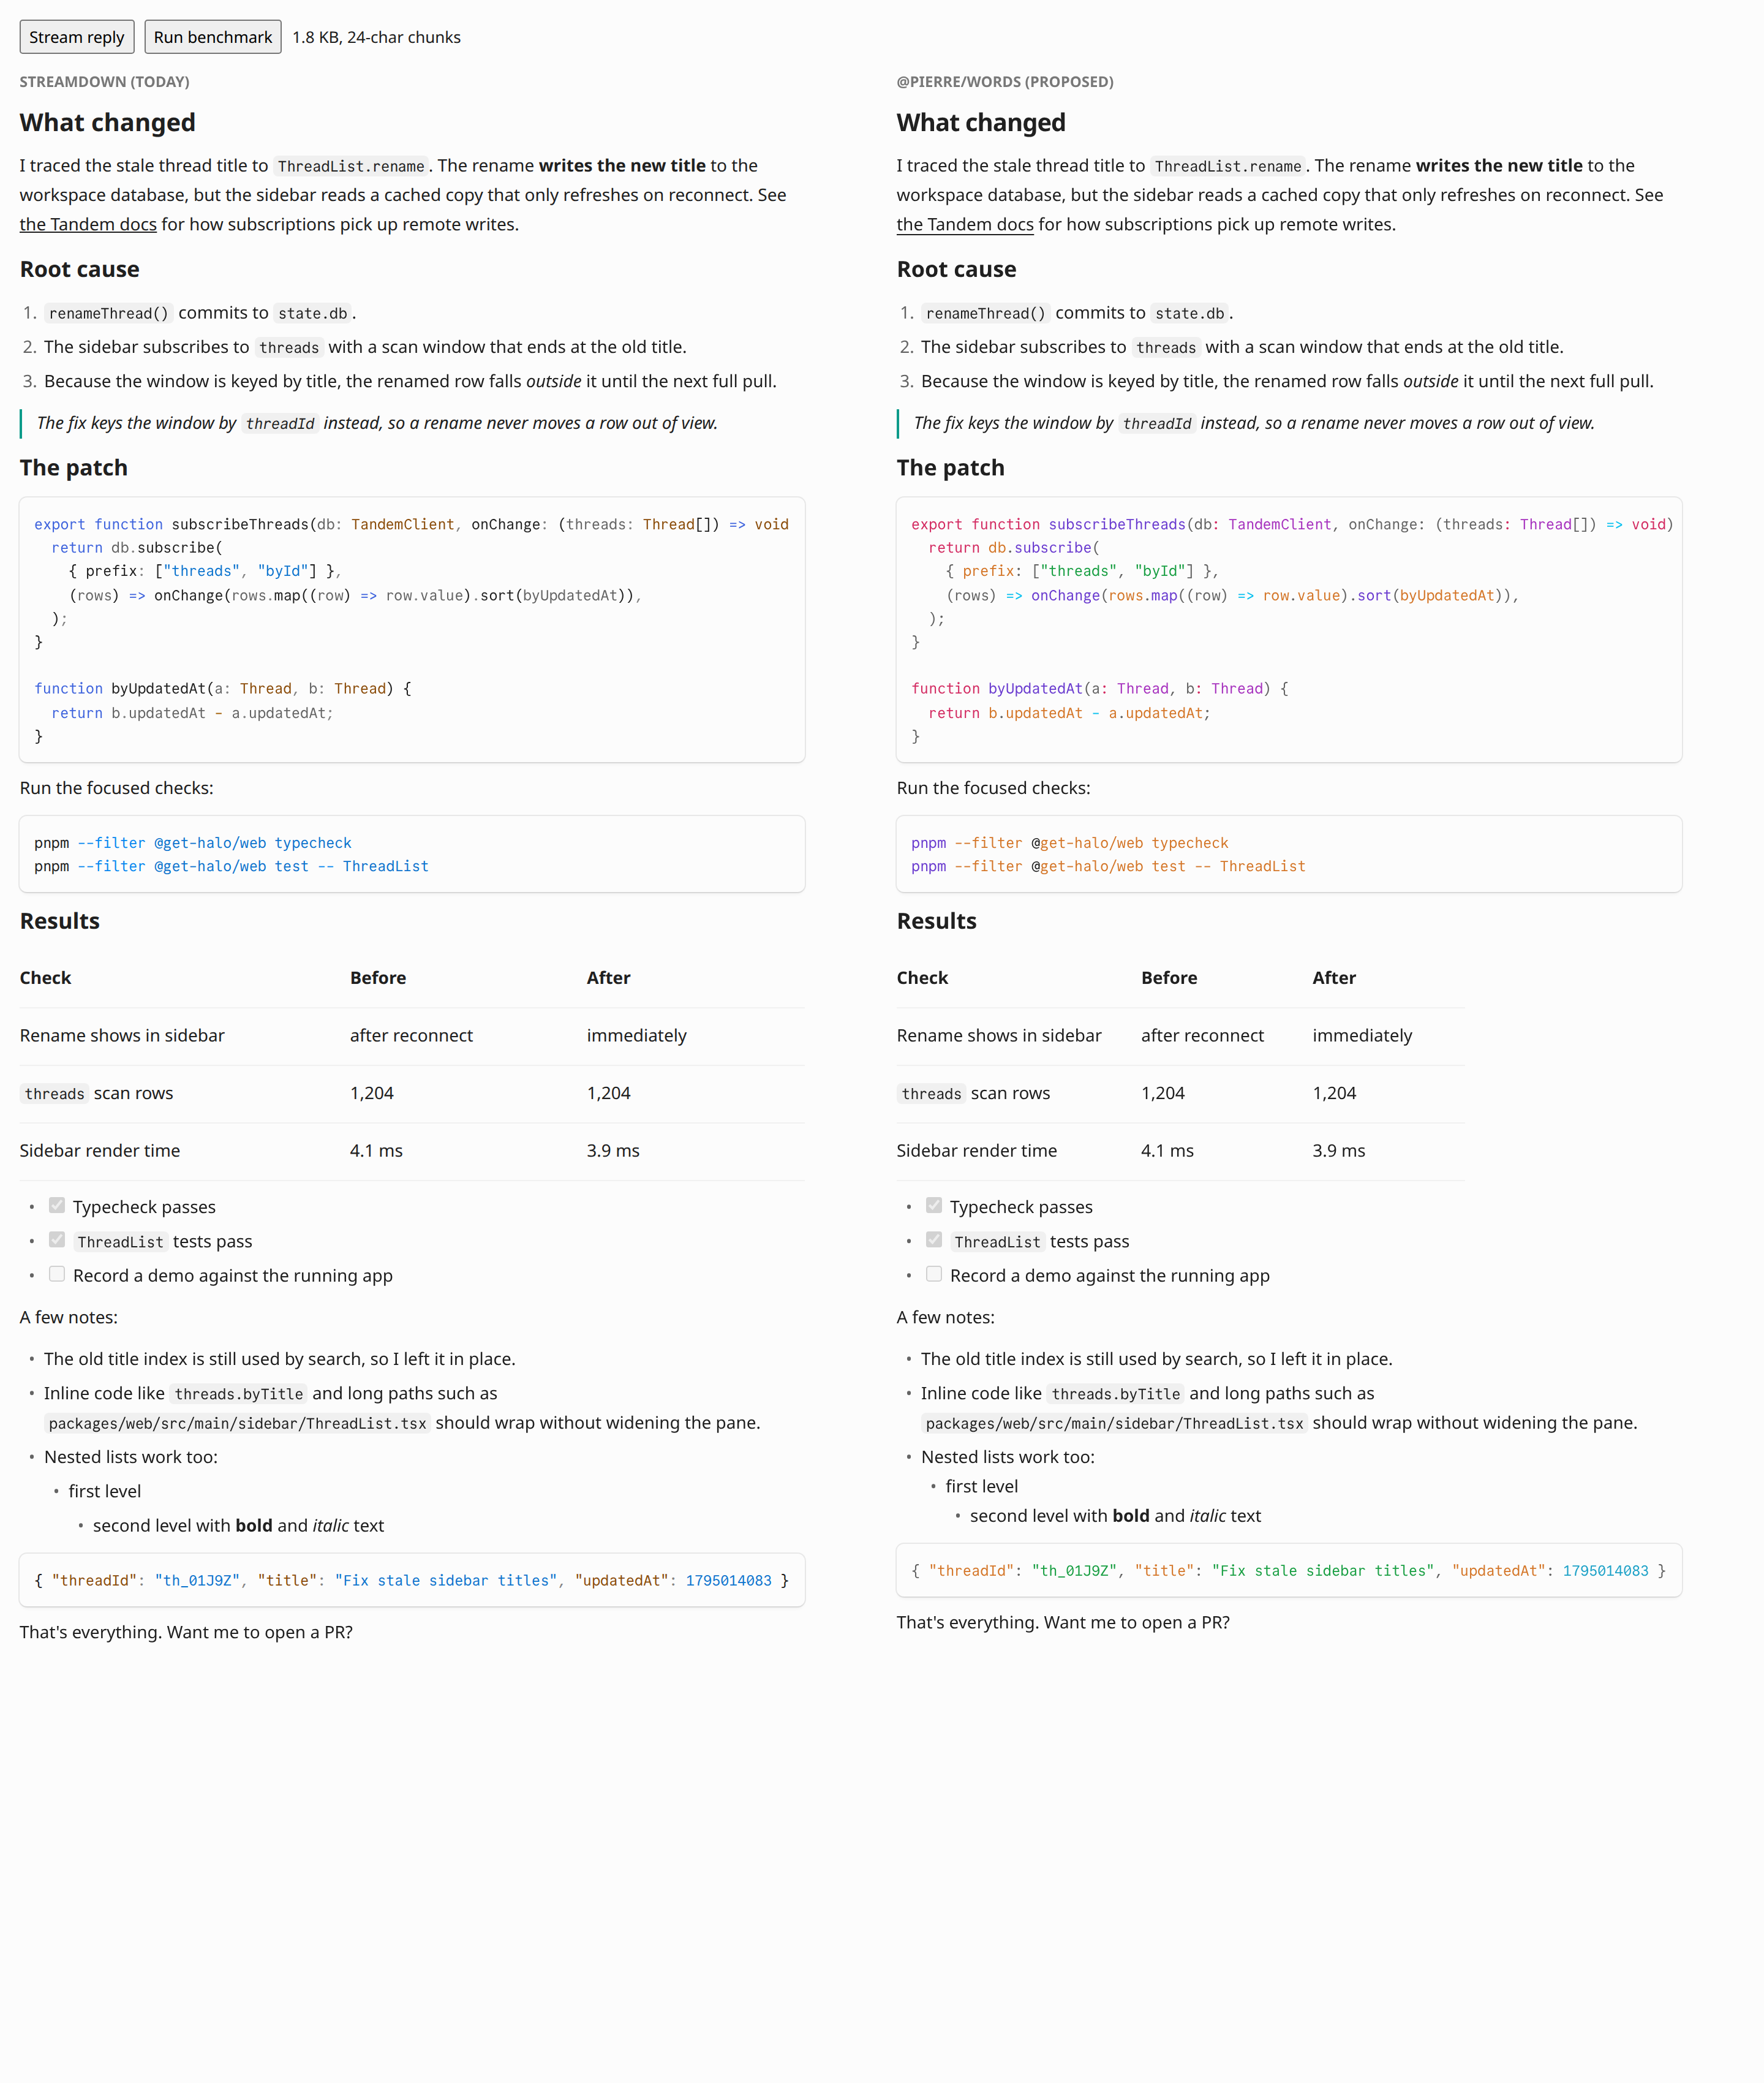 Stream reply Run benchmark 1.8 KB, 24-char chunks
STREAMDOWN (TODAY)
What changed
I traced the stale thread title to ThreadList.rename. The rename writes the new title to the
workspace database, but the sidebar reads a cached copy that only refreshes on reconnect. See
the Tandem docs for how subscriptions pick up remote writes.
Root cause
1. renameThread() commits to state.db.
2. The sidebar subscribes to threads with a scan window that ends at the old title.
3. Because the window is keyed by title, the renamed row falls outside it until the next full pull.
The fix keys the window by threadId instead, so a rename never moves a row out of view.
The patch
export function subscribeThreads(db: TandemClient, onChange: (threads: Thread[]) => void
  return db.subscribe(
    { prefix: ["threads", "byId"] },
    (rows) => onChange(rows.map((row) => row.value).sort(byUpdatedAt)),
  );
}
function byUpdatedAt(a: Thread, b: Thread) {
  return b.updatedAt - a.updatedAt;
}
Run the focused checks:
pnpm --filter @get-halo/web typecheck
pnpm --filter @get-halo/web test -- ThreadList
Results
Check Before After
Rename shows in sidebar after reconnect immediately
threads scan rows 1,204 1,204
Sidebar render time 4.1 ms 3.9 ms
• Typecheck passes
• ThreadList tests pass
• Record a demo against the running app
A few notes:
• The old title index is still used by search, so I left it in place.
• Inline code like threads.byTitle and long paths such as
packages/web/src/main/sidebar/ThreadList.tsx should wrap without widening the pane.
• Nested lists work too:
• first level
• second level with bold and italic text
{ "threadId": "th_01J9Z", "title": "Fix stale sidebar titles", "updatedAt": 1795014083 }
That's everything. Want me to open a PR?
@PIERRE/WORDS (PROPOSED)
What changed
I traced the stale thread title to ThreadList.rename. The rename writes the new title to the
workspace database, but the sidebar reads a cached copy that only refreshes on reconnect. See
the Tandem docs for how subscriptions pick up remote writes.
Root cause
1. renameThread() commits to state.db.
2. The sidebar subscribes to threads with a scan window that ends at the old title.
3. Because the window is keyed by title, the renamed row falls outside it until the next full pull.
The fix keys the window by threadId instead, so a rename never moves a row out of view.
The patch
export function subscribeThreads(db: TandemClient, onChange: (threads: Thread[]) => void)
  return db.subscribe(
    { prefix: ["threads", "byId"] },
    (rows) => onChange(rows.map((row) => row.value).sort(byUpdatedAt)),
  );
}
function byUpdatedAt(a: Thread, b: Thread) {
  return b.updatedAt - a.updatedAt;
}
Run the focused checks:
pnpm --filter @get-halo/web typecheck
pnpm --filter @get-halo/web test -- ThreadList
Results
Check Before After
Rename shows in sidebar after reconnect immediately
threads scan rows 1,204 1,204
Sidebar render time 4.1 ms 3.9 ms
• Typecheck passes
• ThreadList tests pass
• Record a demo against the running app
A few notes:
• The old title index is still used by search, so I left it in place.
• Inline code like threads.byTitle and long paths such as
packages/web/src/main/sidebar/ThreadList.tsx should wrap without widening the pane.
• Nested lists work too:
• first level
• second level with bold and italic text
{ "threadId": "th_01J9Z", "title": "Fix stale sidebar titles", "updatedAt": 1795014083 }
That's everything. Want me to open a PR?